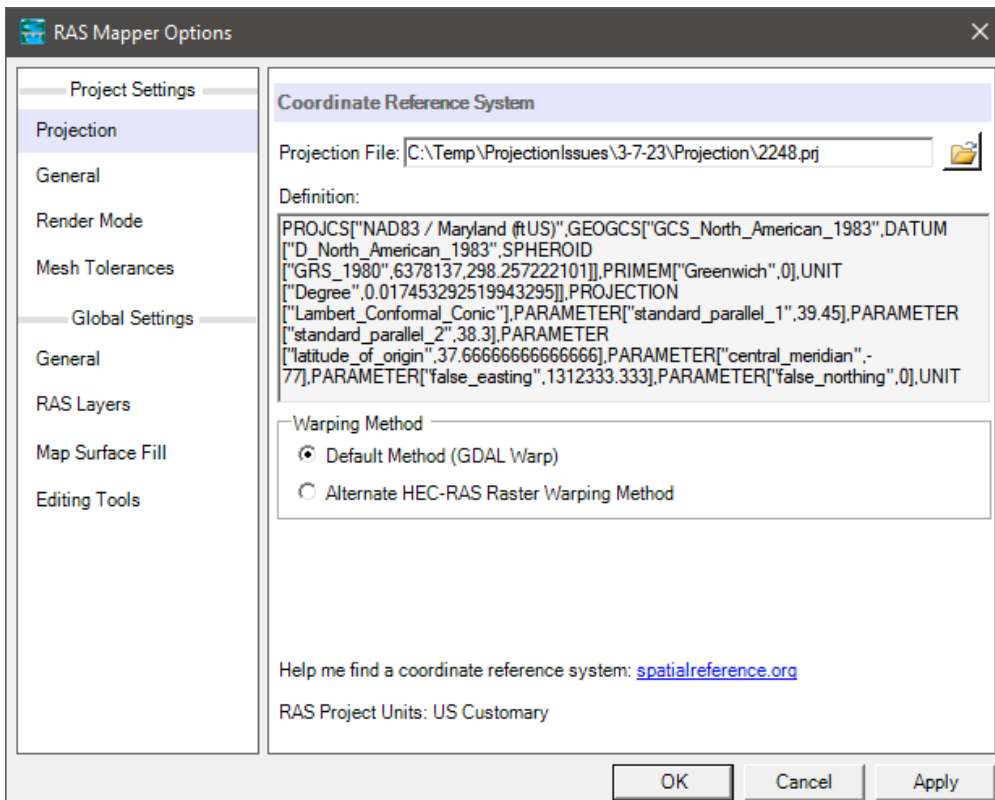 RAS Mapper Options
Project Settings
Projection
General
Render Mode
Mesh Tolerances
Global Settings
General
RAS Layers
Map Surface Fill
Editing Tools
Coordinate Reference System
Projection File: C:\Temp\ProjectionIssues\3-7-23\Projection\2248.prj
Definition:
PROJCS["NAD83 / Maryland (ftUS)",GEOGCS["GCS_North_American_1983",DATUM
["D_North_American_1983",SPHEROID
["GRS_1980",6378137,298.257222101]],PRIMEM["Greenwich",0],UNIT
["Degree",0.017453292519943295]],PROJECTION
["Lambert_Conformal_Conic"],PARAMETER["standard_parallel_1",39.45],PARAMETER
["standard_parallel_2",38.3],PARAMETER
["latitude_of_origin",37.66666666666666],PARAMETER["central_meridian",-
77],PARAMETER["false_easting",1312333.333],PARAMETER["false_northing",0],UNIT
Warping Method
Default Method (GDAL Warp)
Alternate HEC-RAS Raster Warping Method
Help me find a coordinate reference system: spatialreference.org
RAS Project Units: US Customary
OK
Cancel
Apply